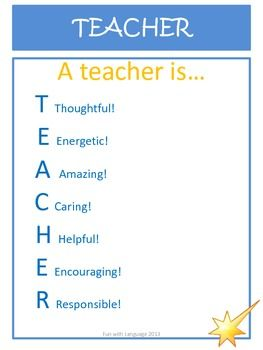 TEACHER
A teacher is...
T Thoughtful!
E Energetic!
A Amazing!
C Caring!
H Helpful!
E Encouraging!
R Responsible!
Fun with Language 2013